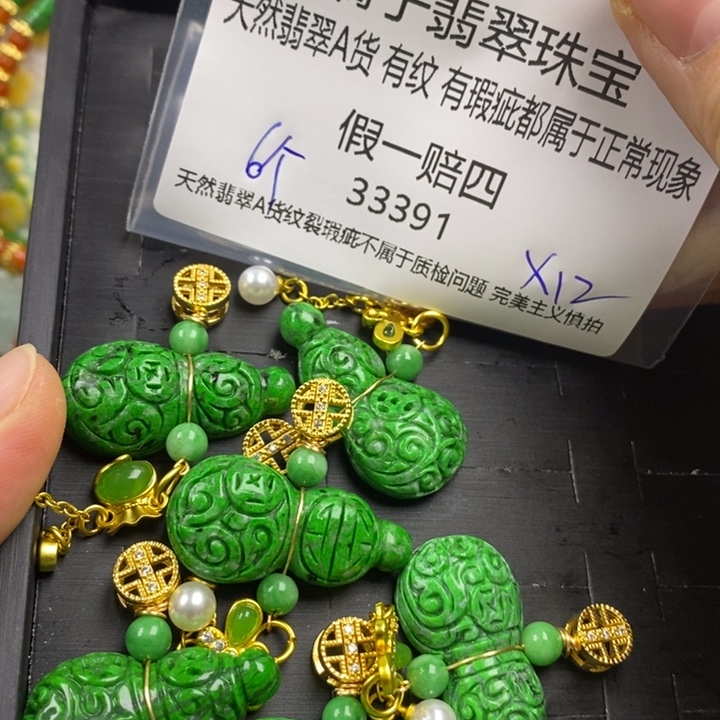 翡翠珠宝
天然翡翠A货 有纹 有瑕疵都属于正常现象
假一赔四
6个
33391
天然翡翠A货纹裂瑕疵不属于质检问题 完美主义慎拍
X12